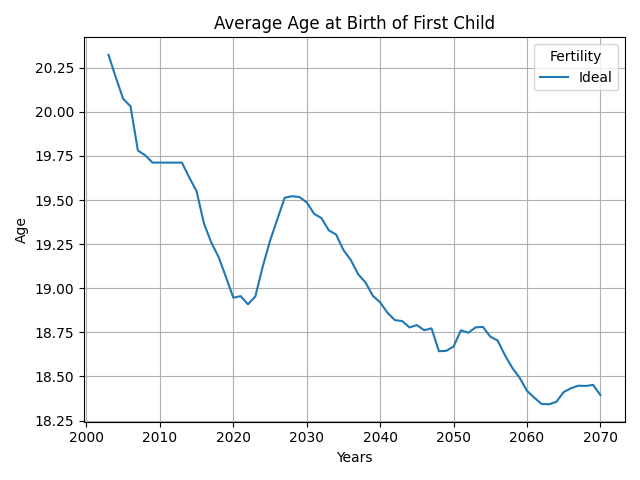 Average Age at Birth of First Child
Fertility
Ideal
20.25
20.00
19.75
19.50
19.25
19.00
18.75
18.50
18.25
Age
2000 2010 2020 2030 2040 2050 2060 2070
Years